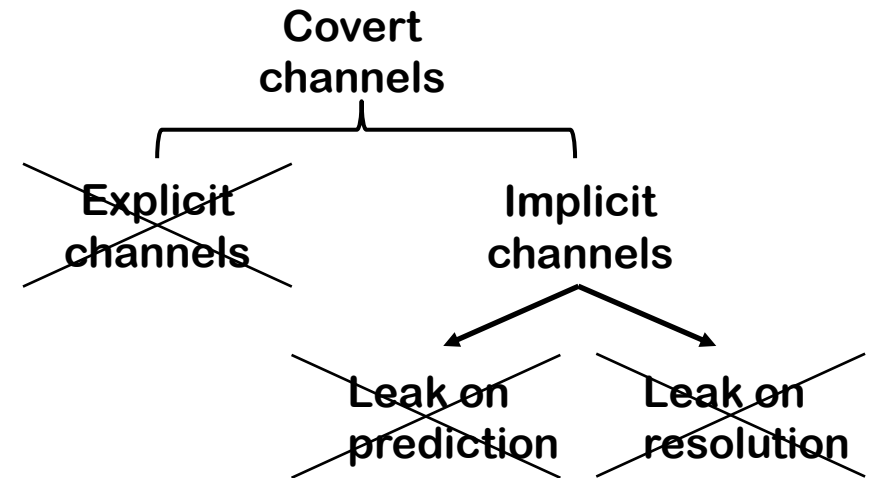 Covert
channels
Explicit
channels
Implicit
channels
Leak on
prediction
Leak on
resolution